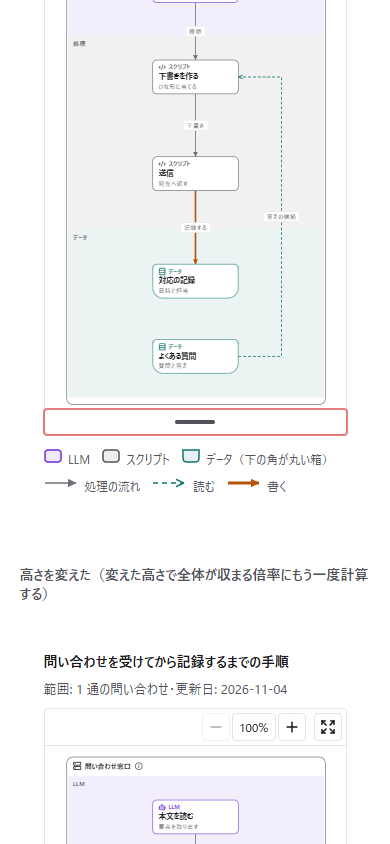 種類
処理
スクリプト
下書きを作る
ひな形に当てる
下書き
スクリプト
送信
宛先へ返す
答えの候補
記録する
データ
データ
対応の記録
日時と担当
データ
よくある質問
質問と答え
LLM スクリプト データ（下の角が丸い箱）
処理の流れ 読む 書く
高さを変えた（変えた高さで全体が収まる倍率にもう一度計算
する）
問い合わせを受けてから記録するまでの手順
範囲: 1 通の問い合わせ・更新日: 2026-11-04
100%
問い合わせ窓口
LLM
LLM
本文を読む
要点を取り出す